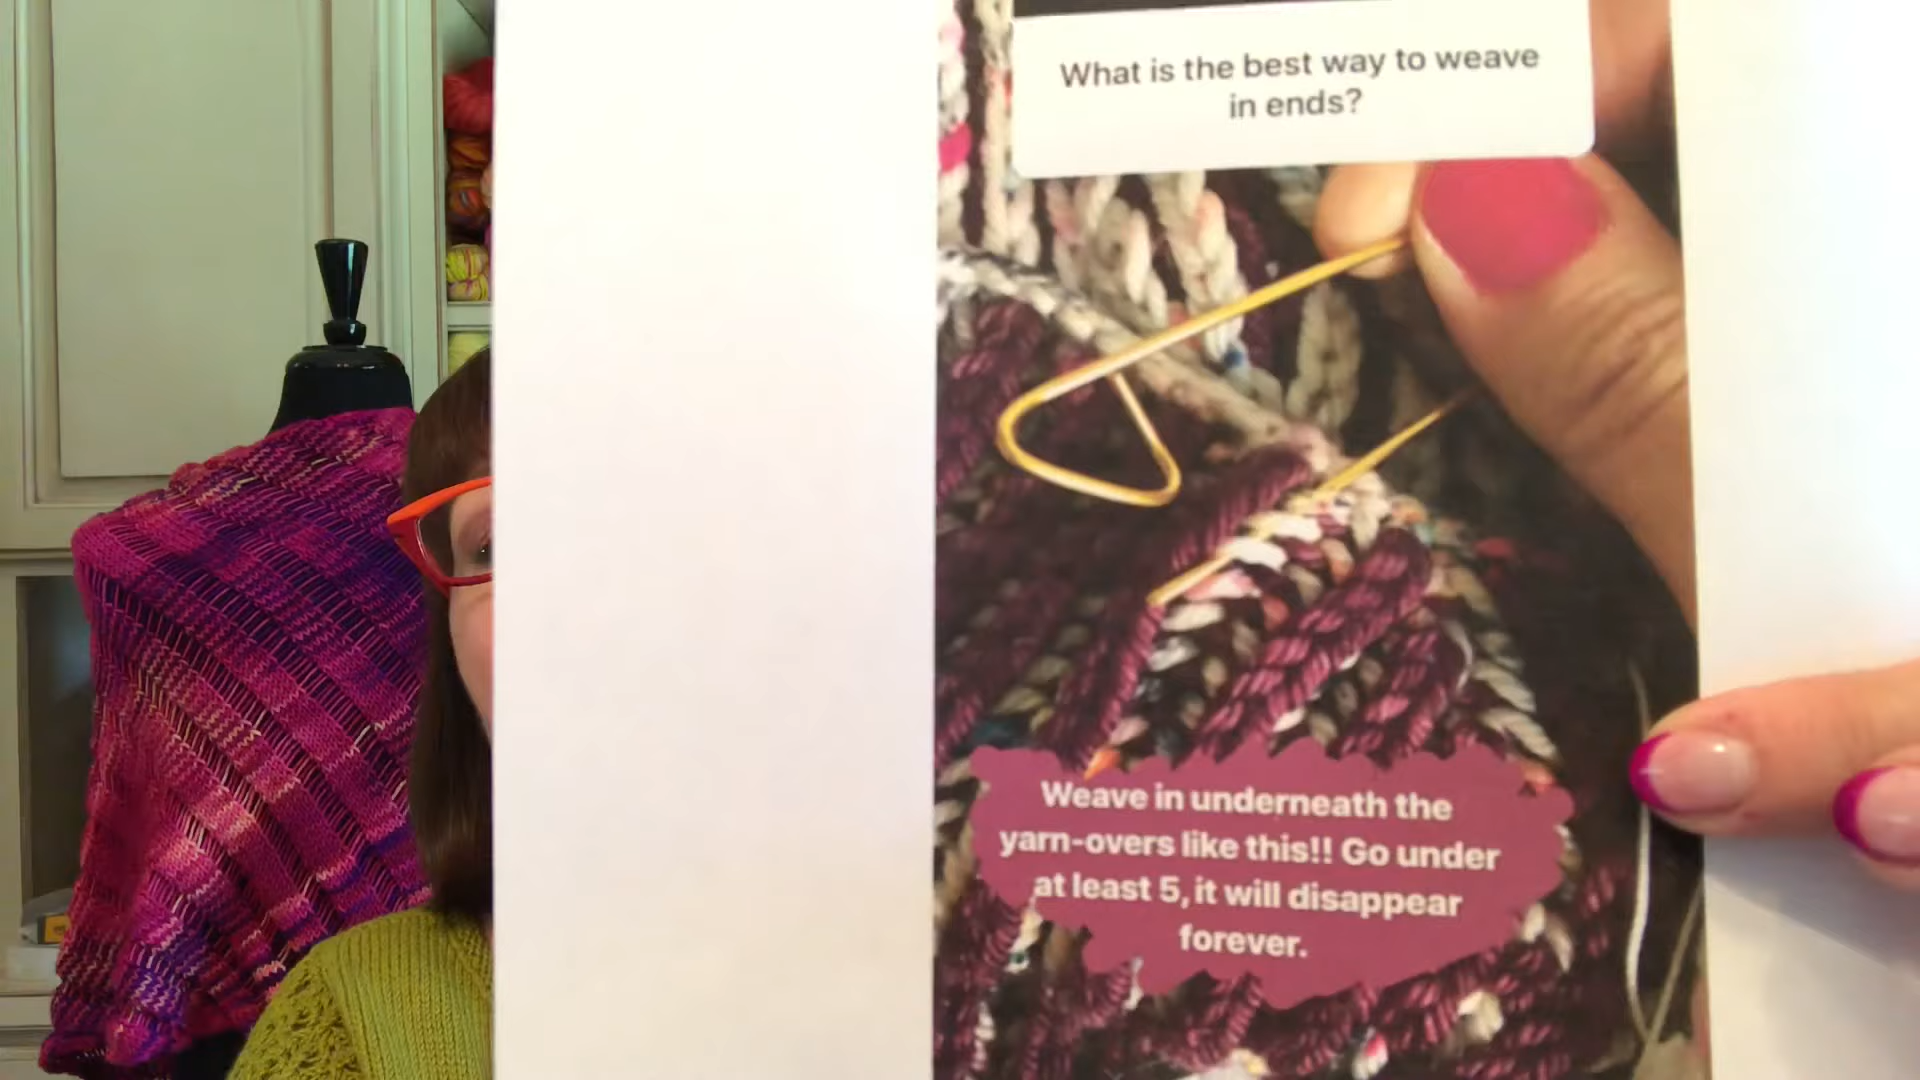 What is the best way to weave
in ends?
Weave in underneath the
yarn-overs like this!! Go under
at least 5, it will disappear
forever.